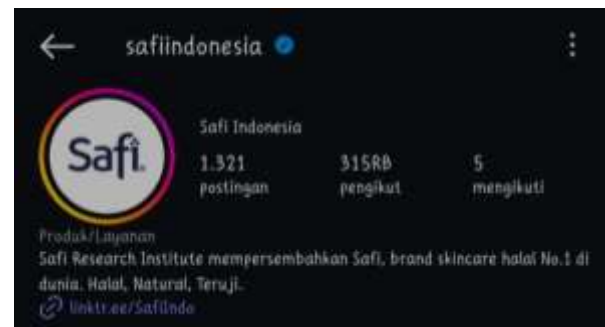 safiindonesia
Safi Indonesia
Safi.
1.321 315RB 5
postingan pengikut mengikuti
Produk/Layanan
Safi Research Institute mempersembahkan Safi, brand skincare halal No.1 di
dunia. Halal, Natural, Teruji.
linktr.ee/SafiIndo